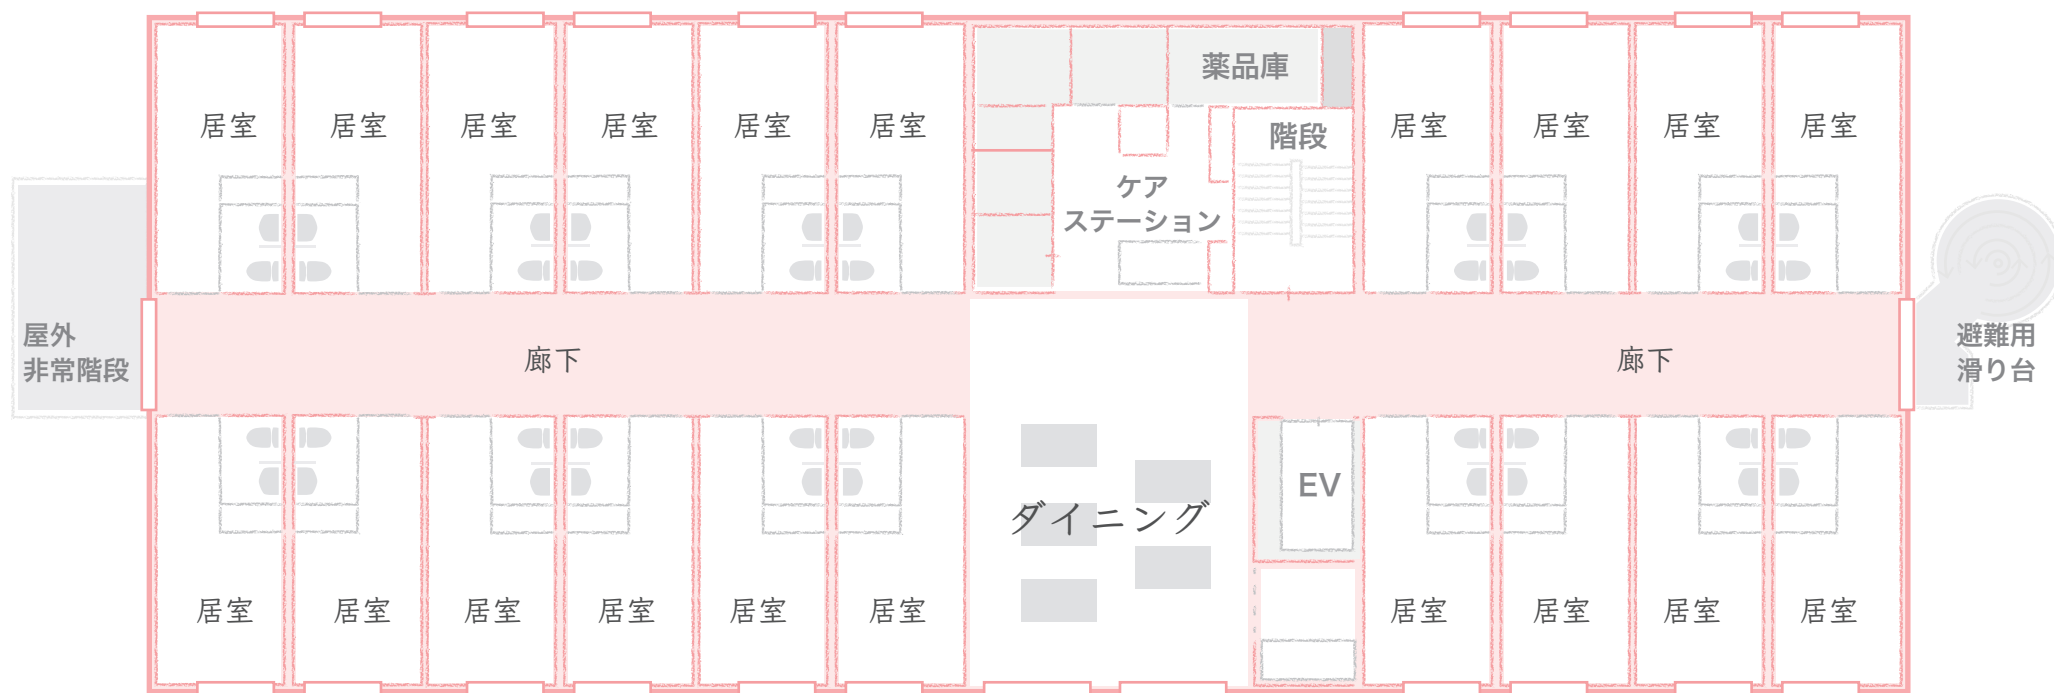 薬品庫
居室
居室
居室
居室
居室
居室
階段
居室
居室
居室
居室
ケア
ステーション
屋外
非常階段
廊下
廊下
避難用
滑り台
EV
ダイニング
居室
居室
居室
居室
居室
居室
居室
居室
居室
居室